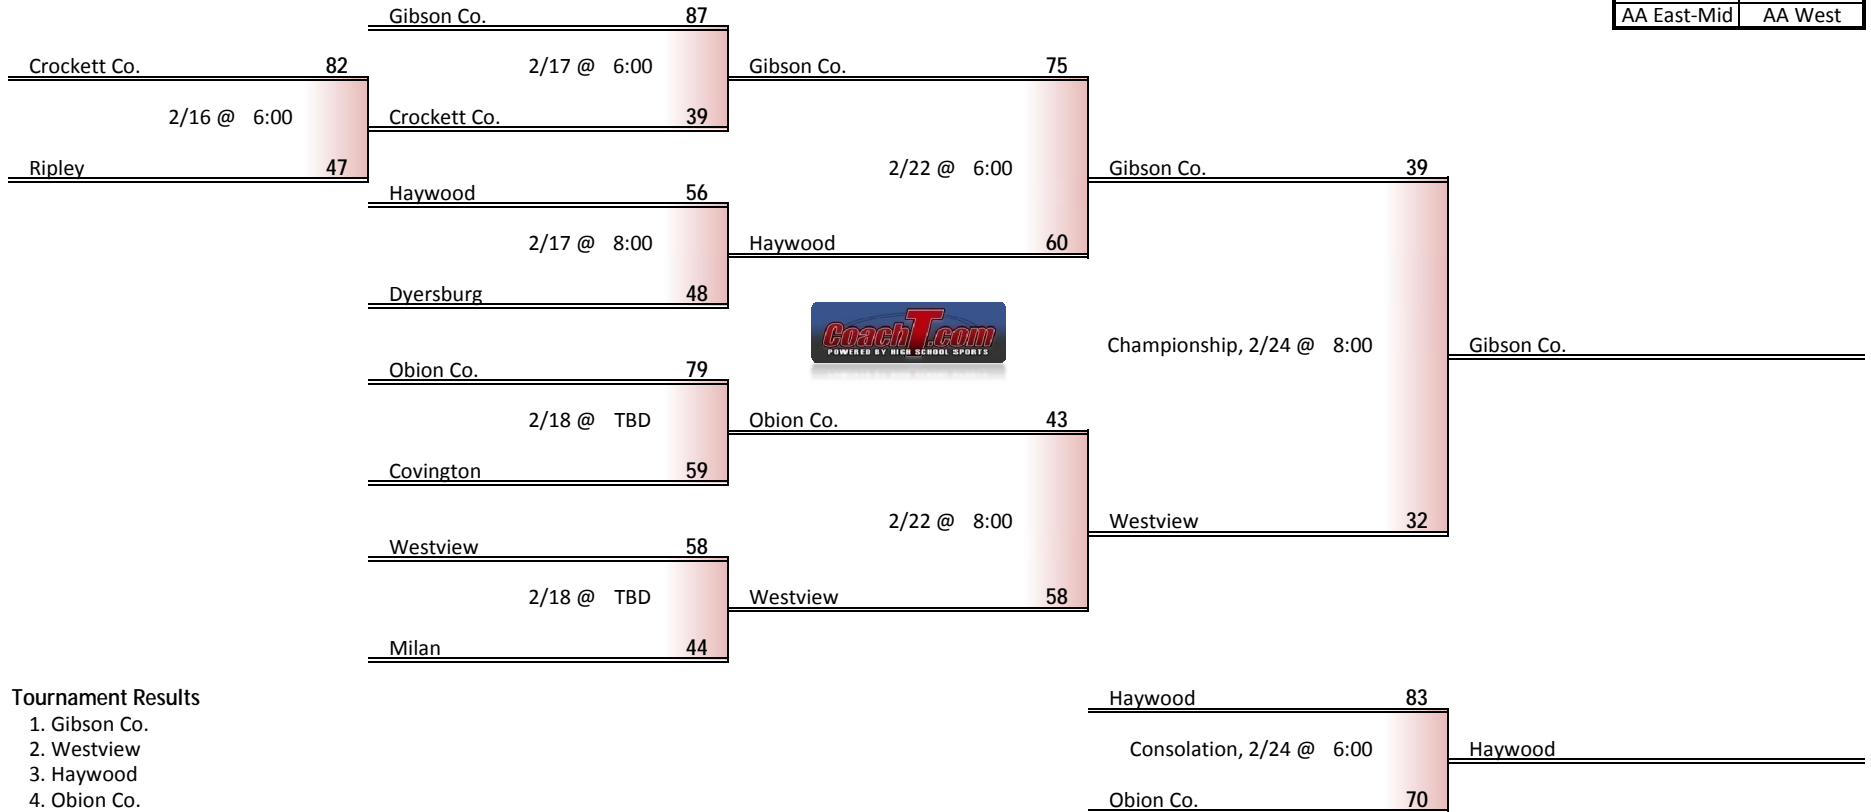 AA East-Mid AA West
Gibson Co. 87
Crockett Co. 82
2/17 @ 6:00
Gibson Co. 75
2/16 @ 6:00
Crockett Co. 39
Ripley 47
2/22 @ 6:00
Gibson Co. 39
Haywood 56
2/17 @ 8:00
Haywood 60
Dyersburg 48
CoachT.com
POWERED BY HIGH SCHOOL SPORTS
Championship, 2/24 @ 8:00
Gibson Co.
Obion Co. 79
2/18 @ TBD
Obion Co. 43
Covington 59
2/22 @ 8:00
Westview 32
Westview 58
2/18 @ TBD
Westview 58
Milan 44
Tournament Results
1. Gibson Co.
2. Westview
3. Haywood
4. Obion Co.
Haywood 83
Consolation, 2/24 @ 6:00
Haywood
Obion Co. 70